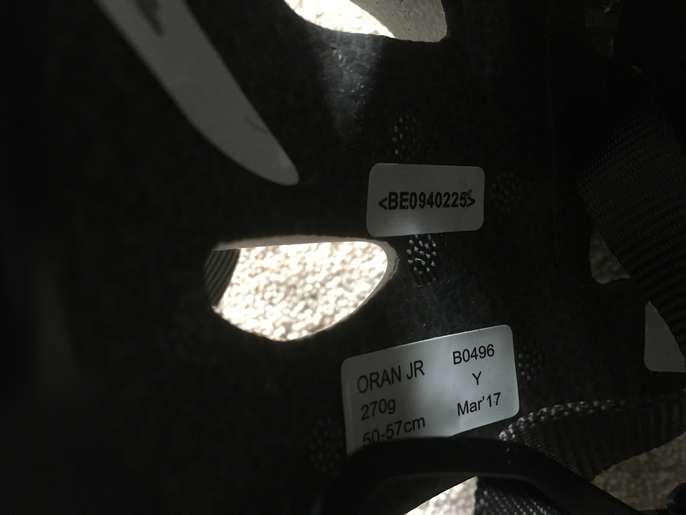 <BE0940225>
ORAN JR B0496
270g Y
50-57cm Mar'17